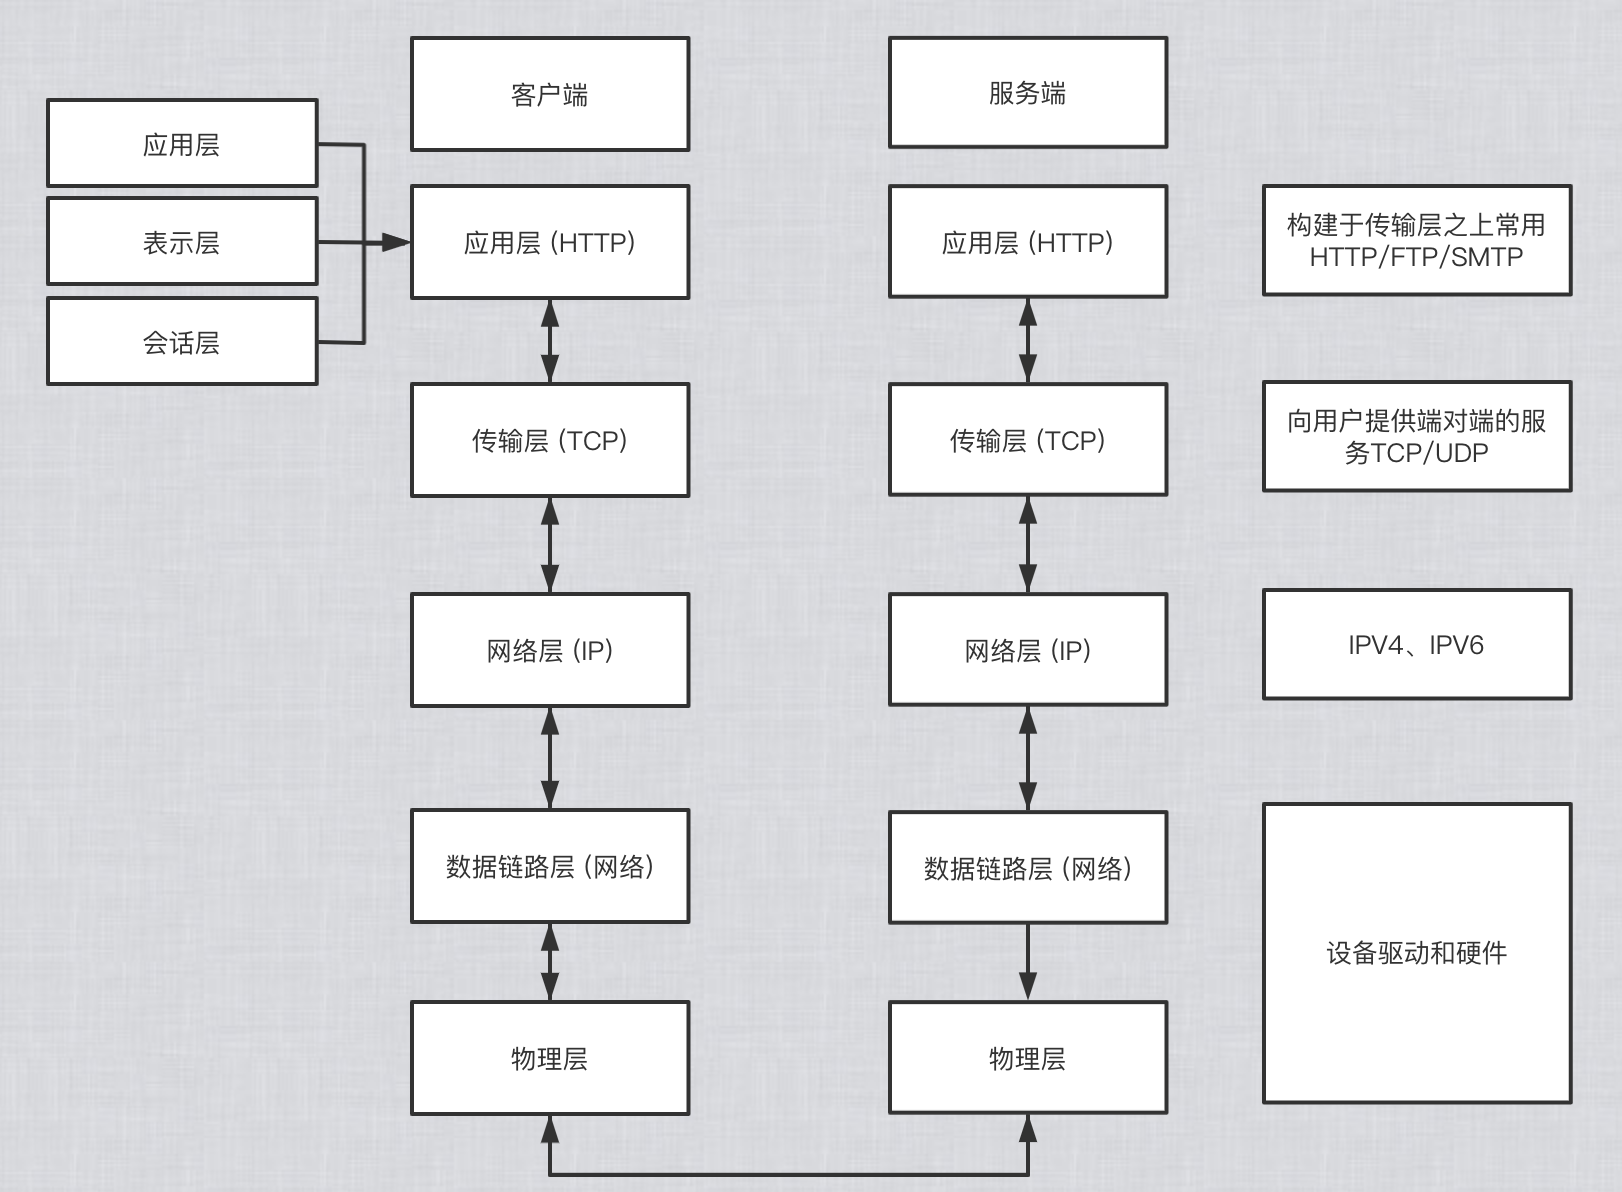 客户端
服务端
应用层
表示层
会话层
应用层 (HTTP)
应用层 (HTTP)
构建于传输层之上常用
HTTP/FTP/SMTP
传输层 (TCP)
传输层 (TCP)
向用户提供端对端的服
务TCP/UDP
网络层 (IP)
网络层 (IP)
IPV4、IPV6
数据链路层 (网络)
数据链路层 (网络)
设备驱动和硬件
物理层
物理层